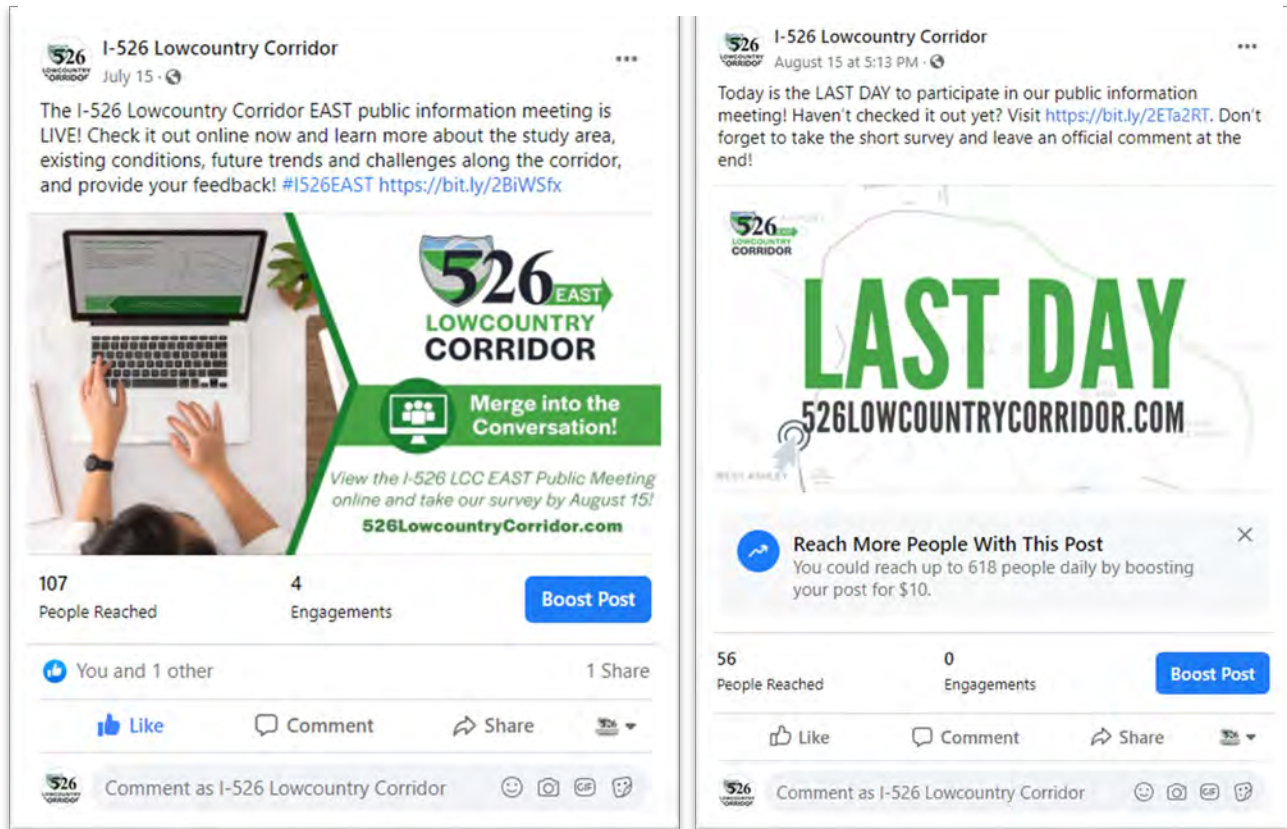 I-526 Lowcountry Corridor
July 15 ·
The I-526 Lowcountry Corridor EAST public information meeting is
LIVE! Check it out online now and learn more about the study area,
existing conditions, future trends and challenges along the corridor,
and provide your feedback! #I526EAST https://bit.ly/2BiWSfx
526 EAST
LOWCOUNTRY
CORRIDOR
Merge into the
Conversation!
View the I-526 LCC EAST Public Meeting
online and take our survey by August 15!
526LowcountryCorridor.com
107
People Reached
4
Engagements
Boost Post
You and 1 other
1 Share
Like
Comment
Share
526
LOWCOUNTRY
CORRIDOR
Comment as I-526 Lowcountry Corridor
GIF
526
LOWCOUNTRY
CORRIDOR
I-526 Lowcountry Corridor
August 15 at 5:13 PM ·
Today is the LAST DAY to participate in our public information
meeting! Haven't checked it out yet? Visit https://bit.ly/2ETa2RT. Don't
forget to take the short survey and leave an official comment at the
end!
526 EAST
LOWCOUNTRY
CORRIDOR
LAST DAY
526LOWCOUNTRYCORRIDOR.COM
WEST ASHLEY
Reach More People With This Post
You could reach up to 618 people daily by boosting
your post for $10.
56
People Reached
0
Engagements
Boost Post
Like
Comment
Share
526
LOWCOUNTRY
CORRIDOR
Comment as I-526 Lowcountry Corridor
GIF